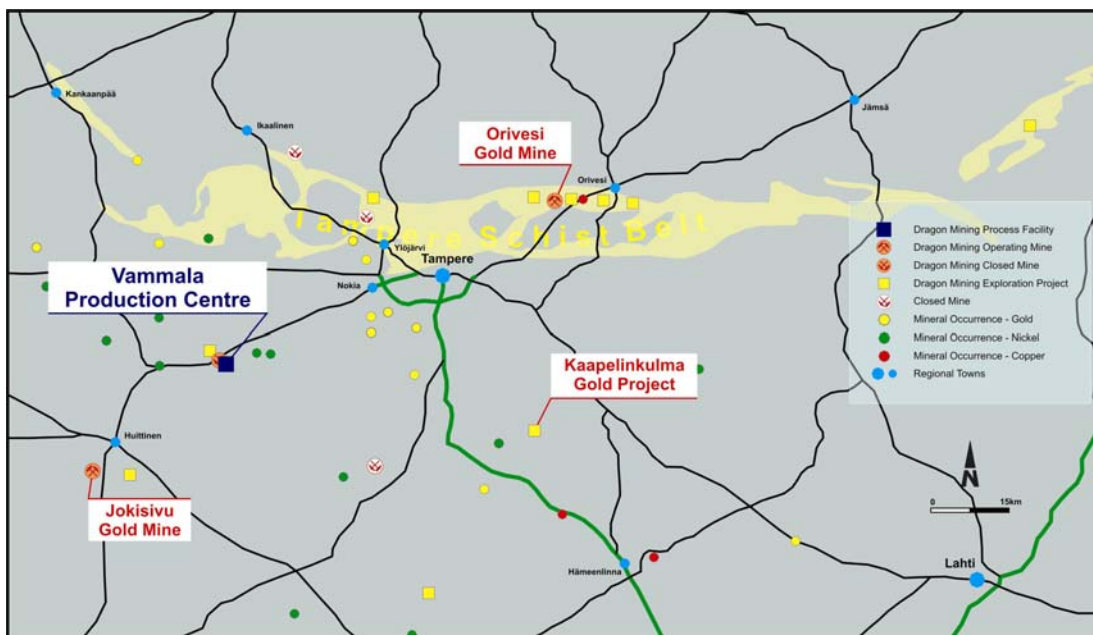 Kankaanpää
Ikaalinen
Jämsä
Orivesi
Gold Mine
Orivesi
Tampere Schist Belt
Ylöjärvi
Tampere
Nokia
Vammala
Production Centre
Dragon Mining Process Facility
Dragon Mining Operating Mine
Dragon Mining Closed Mine
Dragon Mining Exploration Project
Closed Mine
Mineral Occurrence - Gold
Mineral Occurrence - Nickel
Mineral Occurrence - Copper
Regional Towns
Kaapelinkulma
Gold Project
Huittinen
Jokisivu
Gold Mine
N
0 15km
Hämeenlinna
Lahti